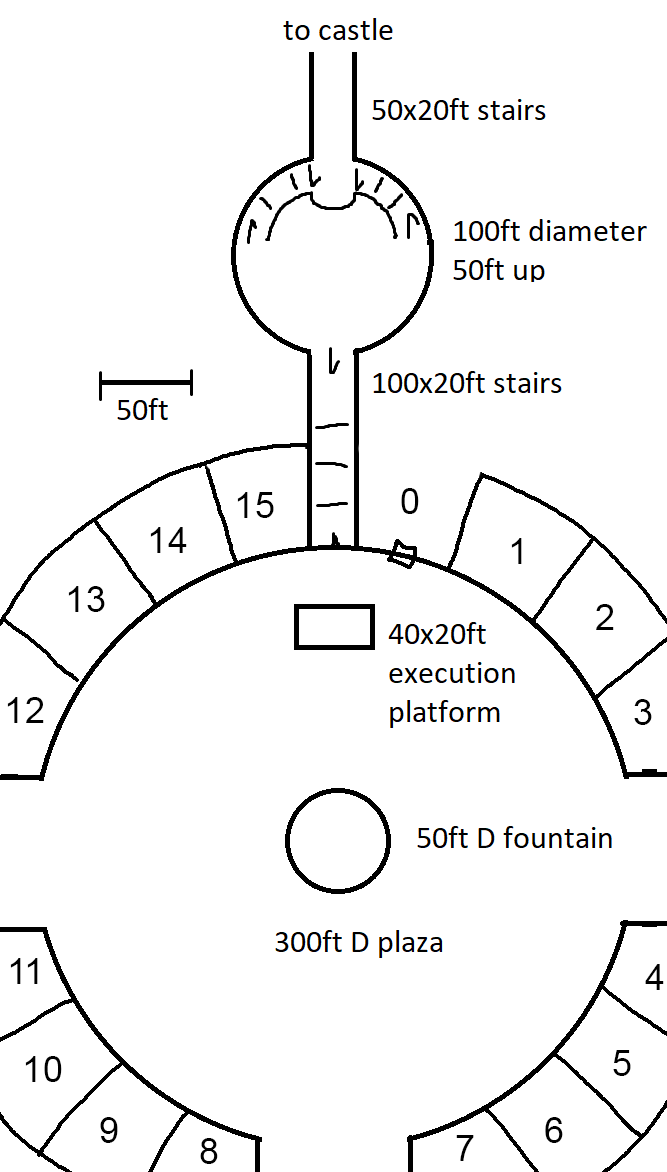 to castle
50x20ft stairs
100ft diameter
50ft up
100x20ft stairs
50ft
0
15
14
1
13
2
40x20ft
execution
platform
12
3
50ft D fountain
300ft D plaza
11
4
10
5
9
6
8
7